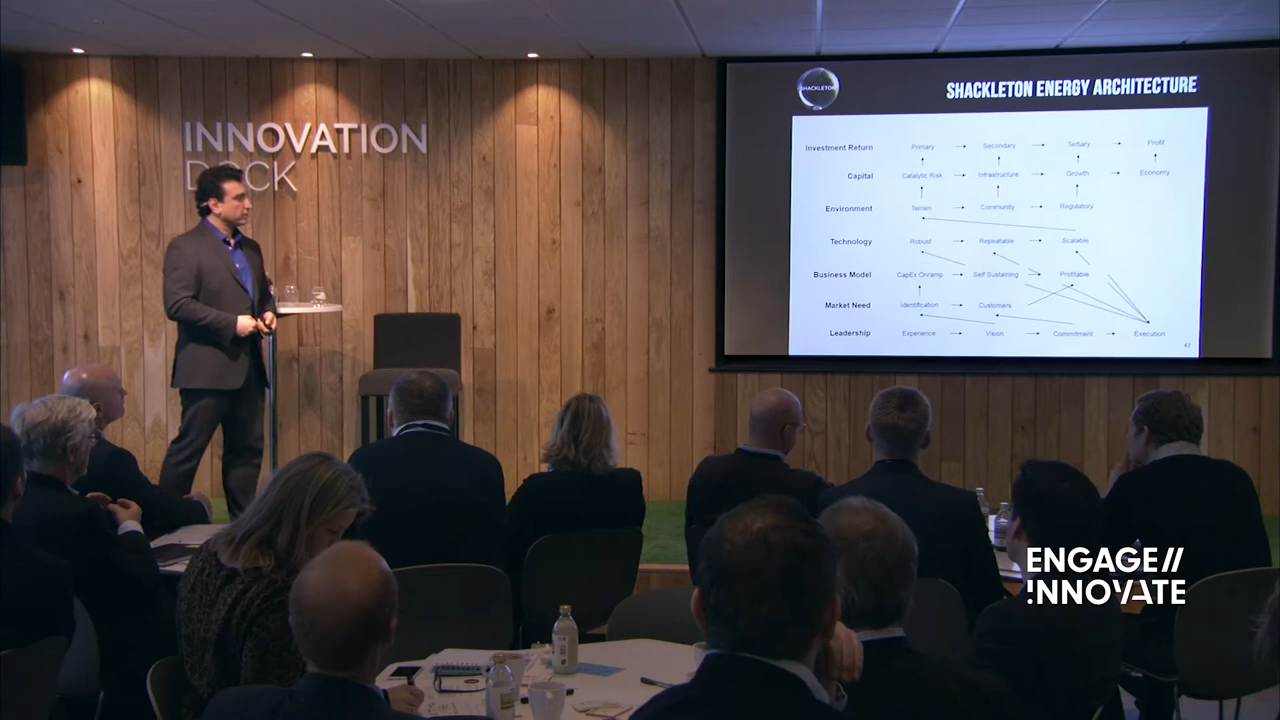 INNOVATION
DOCK
SHACKLETON
SHACKLETON ENERGY ARCHITECTURE
Investment Return Primary Secondary Tertiary Profit
Capital Catalytic Risk Infrastructure Growth Economy
Environment Terrain Community Regulatory
Technology Robust Repeatable Scalable
Business Model CapEx Onramp Self Sustaining Profitable
Market Need Identification Customers
Leadership Experience Vision Commitment Execution
43
ENGAGE//
!NNOVATE